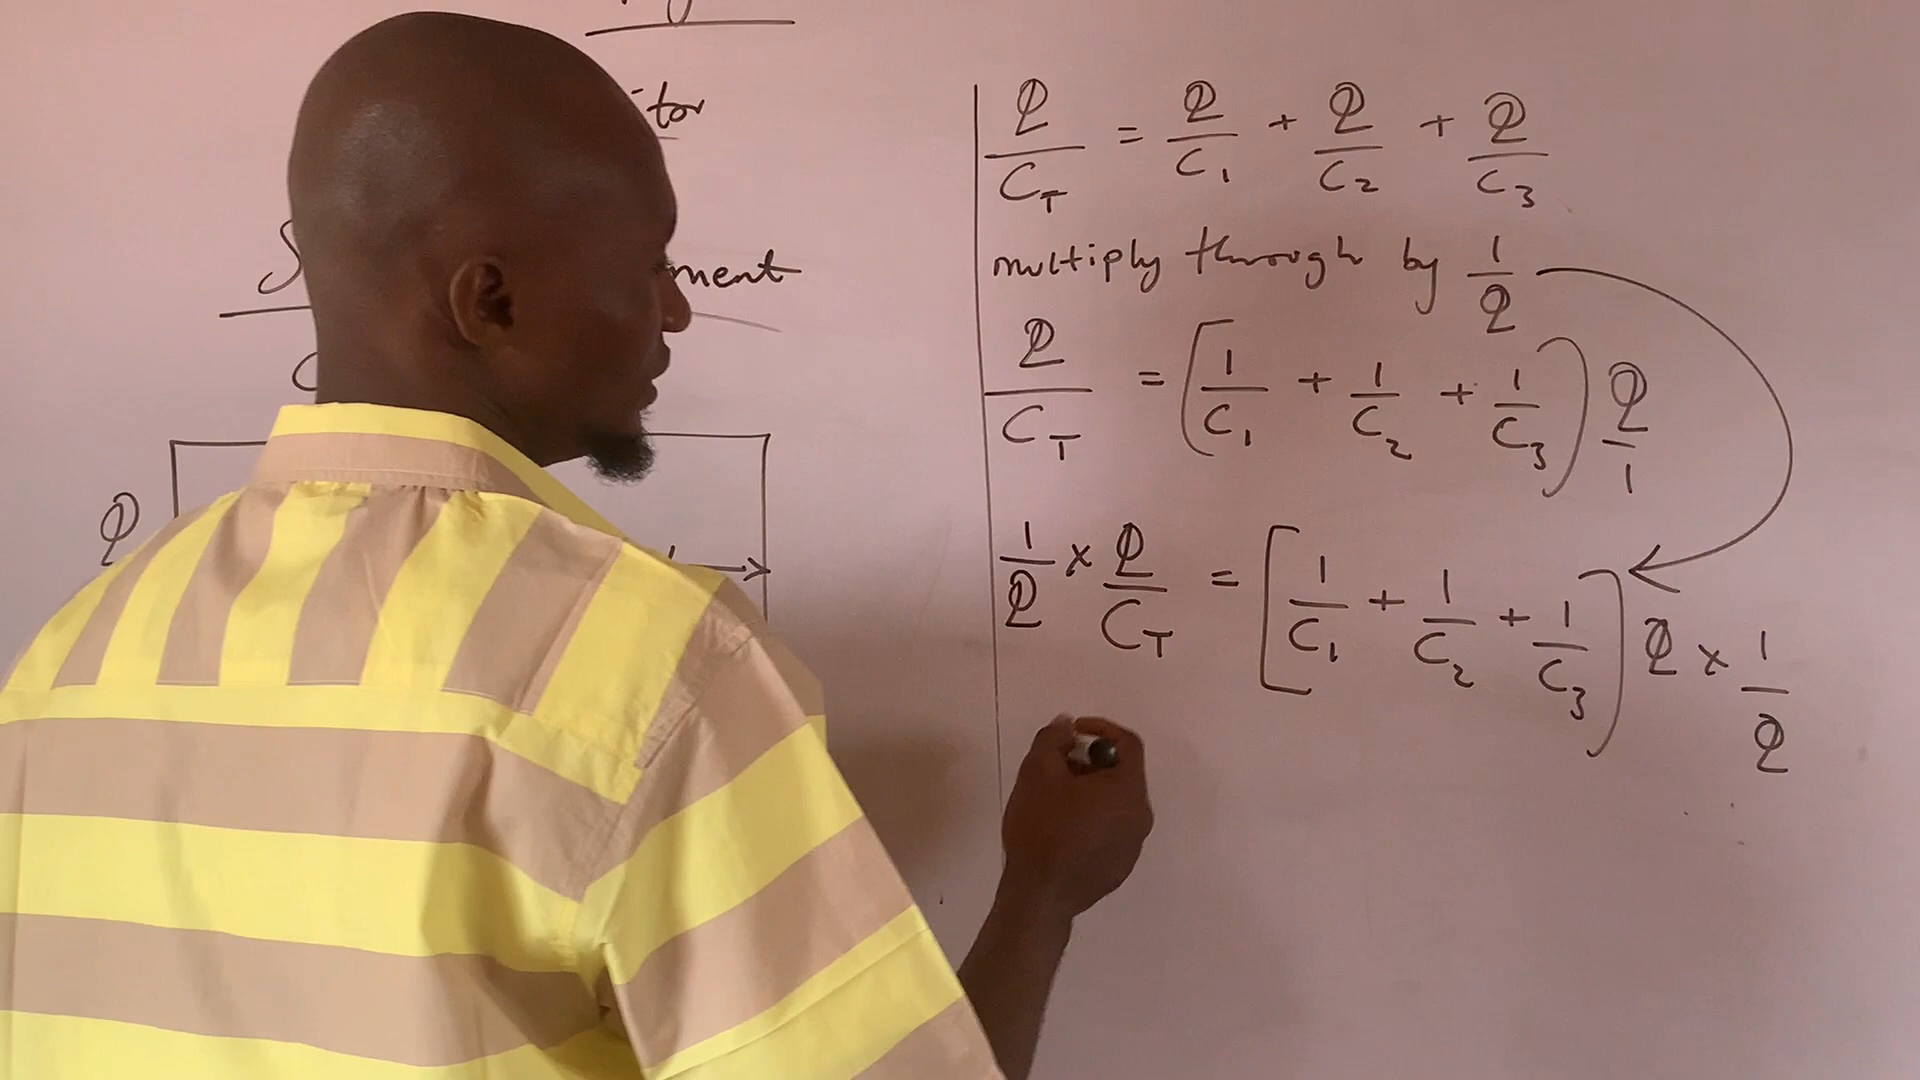 ment
Q
Q/C_T = Q/C_1 + Q/C_2 + Q/C_3
multiply through by 1/Q
Q/C_T = (1/C_1 + 1/C_2 + 1/C_3) Q/1
1/Q × Q/C_T = [1/C_1 + 1/C_2 + 1/C_3) Q × 1/Q